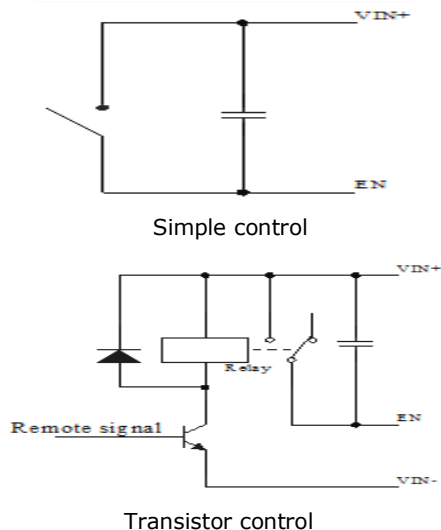 VIN+
EN
Simple control
VIN+
Relay
EN
Remote signal
VIN-
Transistor control